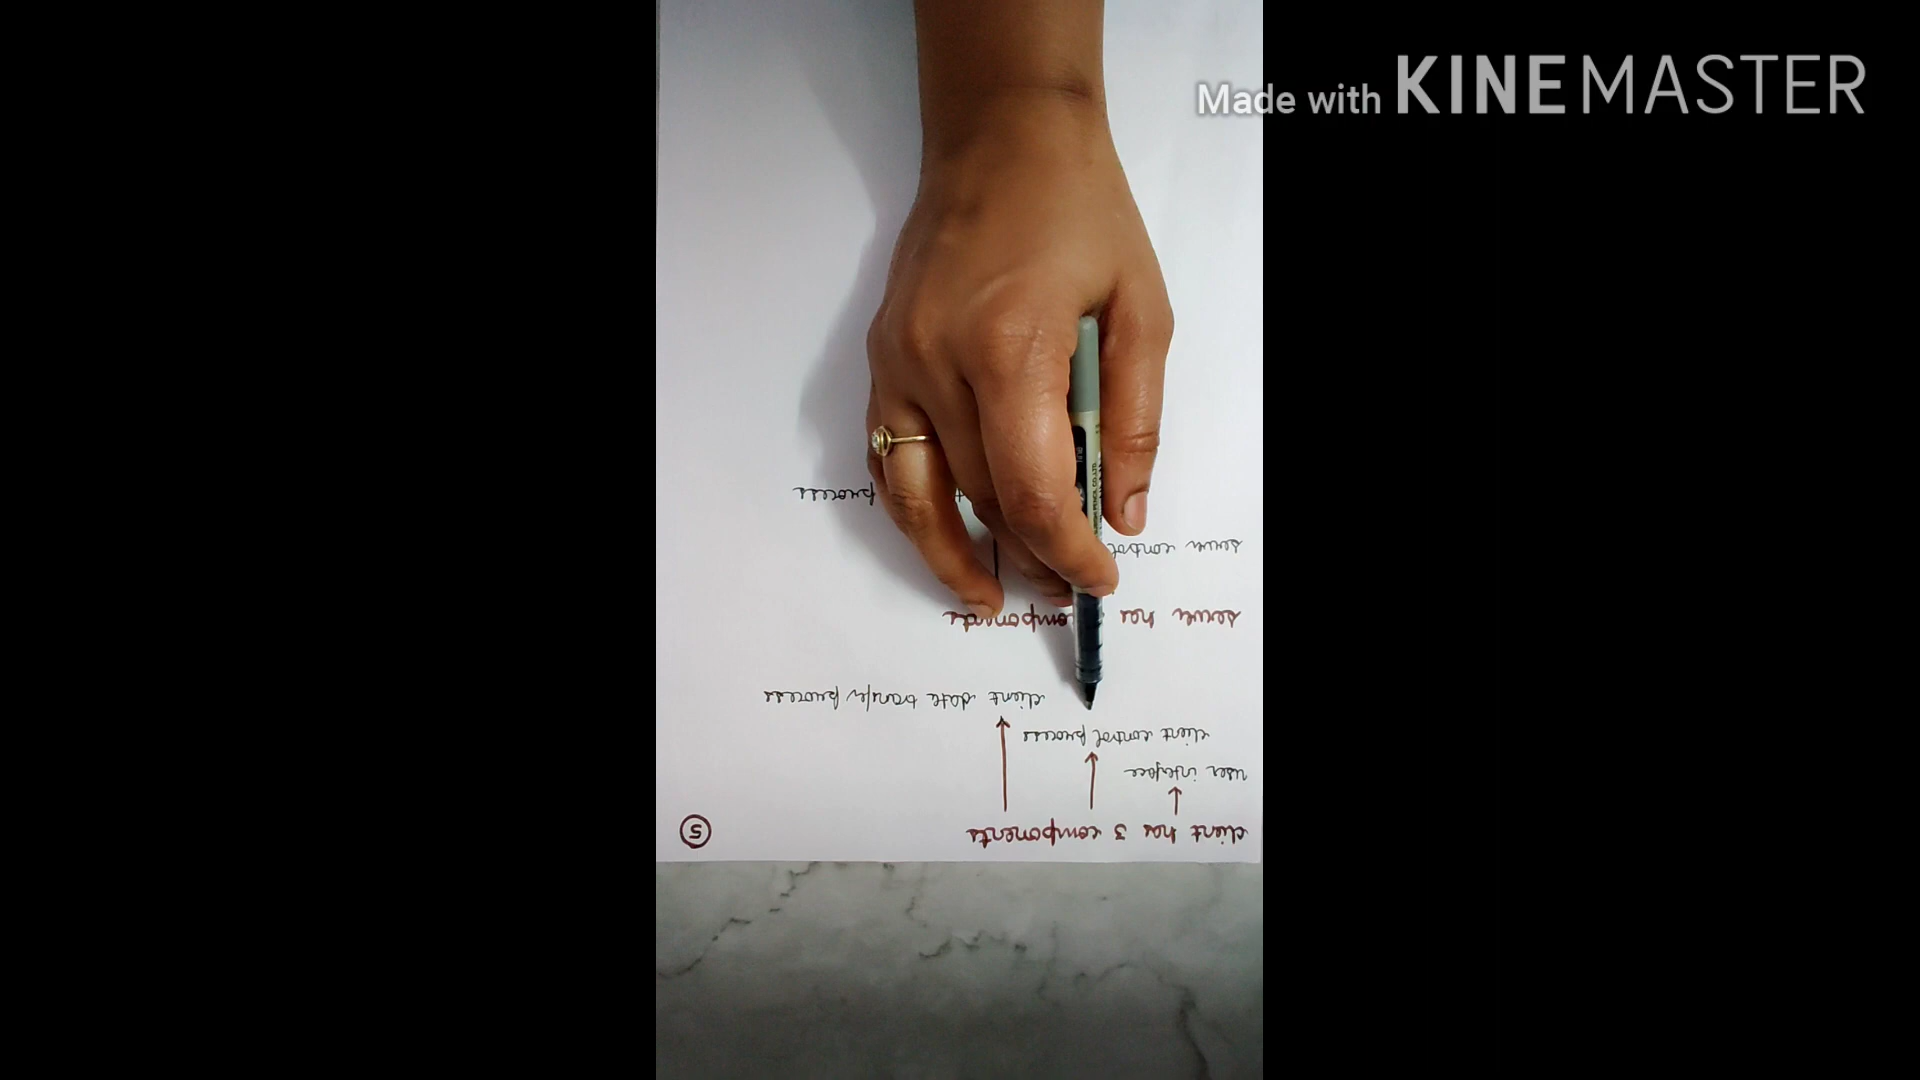 Made with KINEMASTER
5
client has 3 components
user interface
client control process
client data transfer process
server has components
server control
process